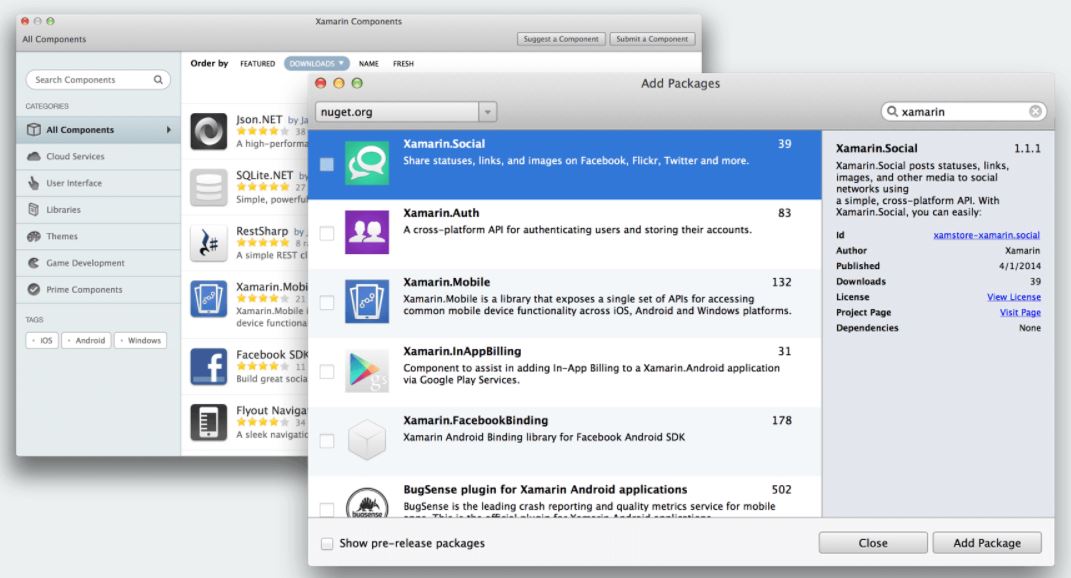 Xamarin Components
All Components
Suggest a Component
Submit a Component
Search Components
CATEGORIES
All Components
Cloud Services
User Interface
Libraries
Themes
Game Development
Prime Components
TAGS
iOS
Android
Windows
Order by FEATURED DOWNLOADS NAME FRESH
Json.NET by
38
A high-performa
SQLite.NET by
27
Simple, powerfu
RestSharp by
8
A simple REST cl
Xamarin.Mobi
21
Xamarin.Mobile i
device functiona
Facebook SDK
11
Build great socia
Flyout Naviga
34
A sleek navigatio
Add Packages
nuget.org
xamarin
Xamarin.Social 39
Share statuses, links, and images on Facebook, Flickr, Twitter and more.
Xamarin.Auth 83
A cross-platform API for authenticating users and storing their accounts.
Xamarin.Mobile 132
Xamarin.Mobile is a library that exposes a single set of APIs for accessing
common mobile device functionality across iOS, Android and Windows platforms.
Xamarin.InAppBilling 31
Component to assist in adding In-App Billing to a Xamarin.Android application
via Google Play Services.
Xamarin.FacebookBinding 178
Xamarin Android Binding library for Facebook Android SDK
BugSense plugin for Xamarin Android applications 502
BugSense is the leading crash reporting and quality metrics service for mobile
bugsense
Xamarin.Social 1.1.1
Xamarin.Social posts statuses, links,
images, and other media to social
networks using
a simple, cross-platform API. With
Xamarin.Social, you can easily:
Id xamstore-xamarin.social
Author Xamarin
Published 4/1/2014
Downloads 39
License View License
Project Page Visit Page
Dependencies None
Show pre-release packages
Close
Add Package